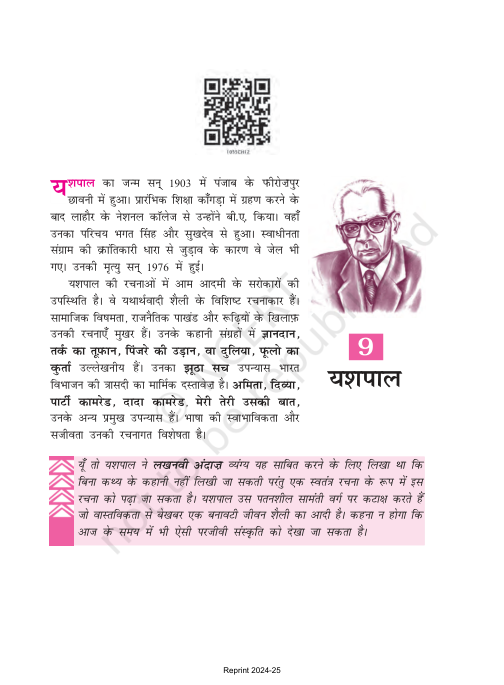 यशपाल का जन्म सन् 1903 में पंजाब के फीरोज़पुर
छावनी में हुआ। प्रारंभिक शिक्षा काँगड़ा में ग्रहण करने के
बाद लाहौर के नेशनल कॉलेज से उन्होंने बी.ए. किया। वहाँ
उनका परिचय भगत सिंह और सुखदेव से हुआ। स्वाधीनता
संग्राम की क्रांतिकारी धारा से जुड़ाव के कारण वे जेल भी
गए। उनकी मृत्यु सन् 1976 में हुई।
यशपाल की रचनाओं में आम आदमी के सरोकारों की
उपस्थिति है। वे यथार्थवादी शैली के विशिष्ट रचनाकार हैं।
सामाजिक विषमता, राजनैतिक पाखंड और रूढ़ियों के खिलाफ़
उनकी रचनाएँ मुखर हैं। उनके कहानी संग्रहों में ज्ञानदान,
तर्क का तूफ़ान, पिंजरे की उड़ान, वा दुलिया, फूलो का
कुर्ता उल्लेखनीय हैं। उनका झूठा सच उपन्यास भारत
विभाजन की त्रासदी का मार्मिक दस्तावेज़ है। अमिता, दिव्या,
पार्टी कामरेड, दादा कामरेड, मेरी तेरी उसकी बात,
उनके अन्य प्रमुख उपन्यास हैं। भाषा की स्वाभाविकता और
सजीवता उनकी रचनागत विशेषता है।
9
यशपाल
यूँ तो यशपाल ने लखनवी अंदाज़ व्यंग्य यह साबित करने के लिए लिखा था कि
बिना कथ्य के कहानी नहीं लिखी जा सकती परंतु एक स्वतंत्र रचना के रूप में इस
रचना को पढ़ा जा सकता है। यशपाल उस पतनशील सामंती वर्ग पर कटाक्ष करते हैं
जो वास्तविकता से बेखबर एक बनावटी जीवन शैली का आदी है। कहना न होगा कि
आज के समय में भी ऐसी परजीवी संस्कृति को देखा जा सकता है।
not to be republished
Reprint 2024-25